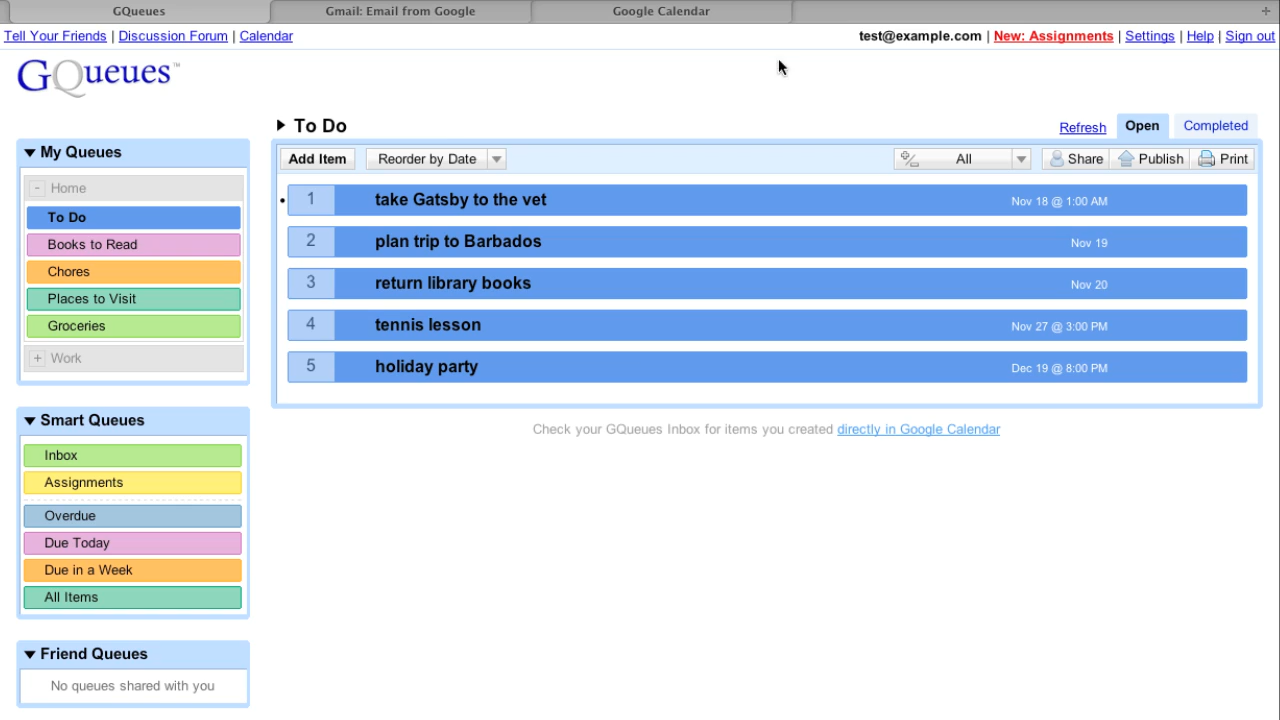 GQueues Gmail: Email from Google Google Calendar +
Tell Your Friends | Discussion Forum | Calendar test@example.com | New: Assignments | Settings | Help | Sign out
GQueues™
To Do Refresh Open Completed
Add Item Reorder by Date All Share Publish Print
1 take Gatsby to the vet Nov 18 @ 1:00 AM
2 plan trip to Barbados Nov 19
3 return library books Nov 20
4 tennis lesson Nov 27 @ 3:00 PM
5 holiday party Dec 19 @ 8:00 PM
Check your GQueues Inbox for items you created directly in Google Calendar
My Queues
- Home
To Do
Books to Read
Chores
Places to Visit
Groceries
+ Work
Smart Queues
Inbox
Assignments
Overdue
Due Today
Due in a Week
All Items
Friend Queues
No queues shared with you